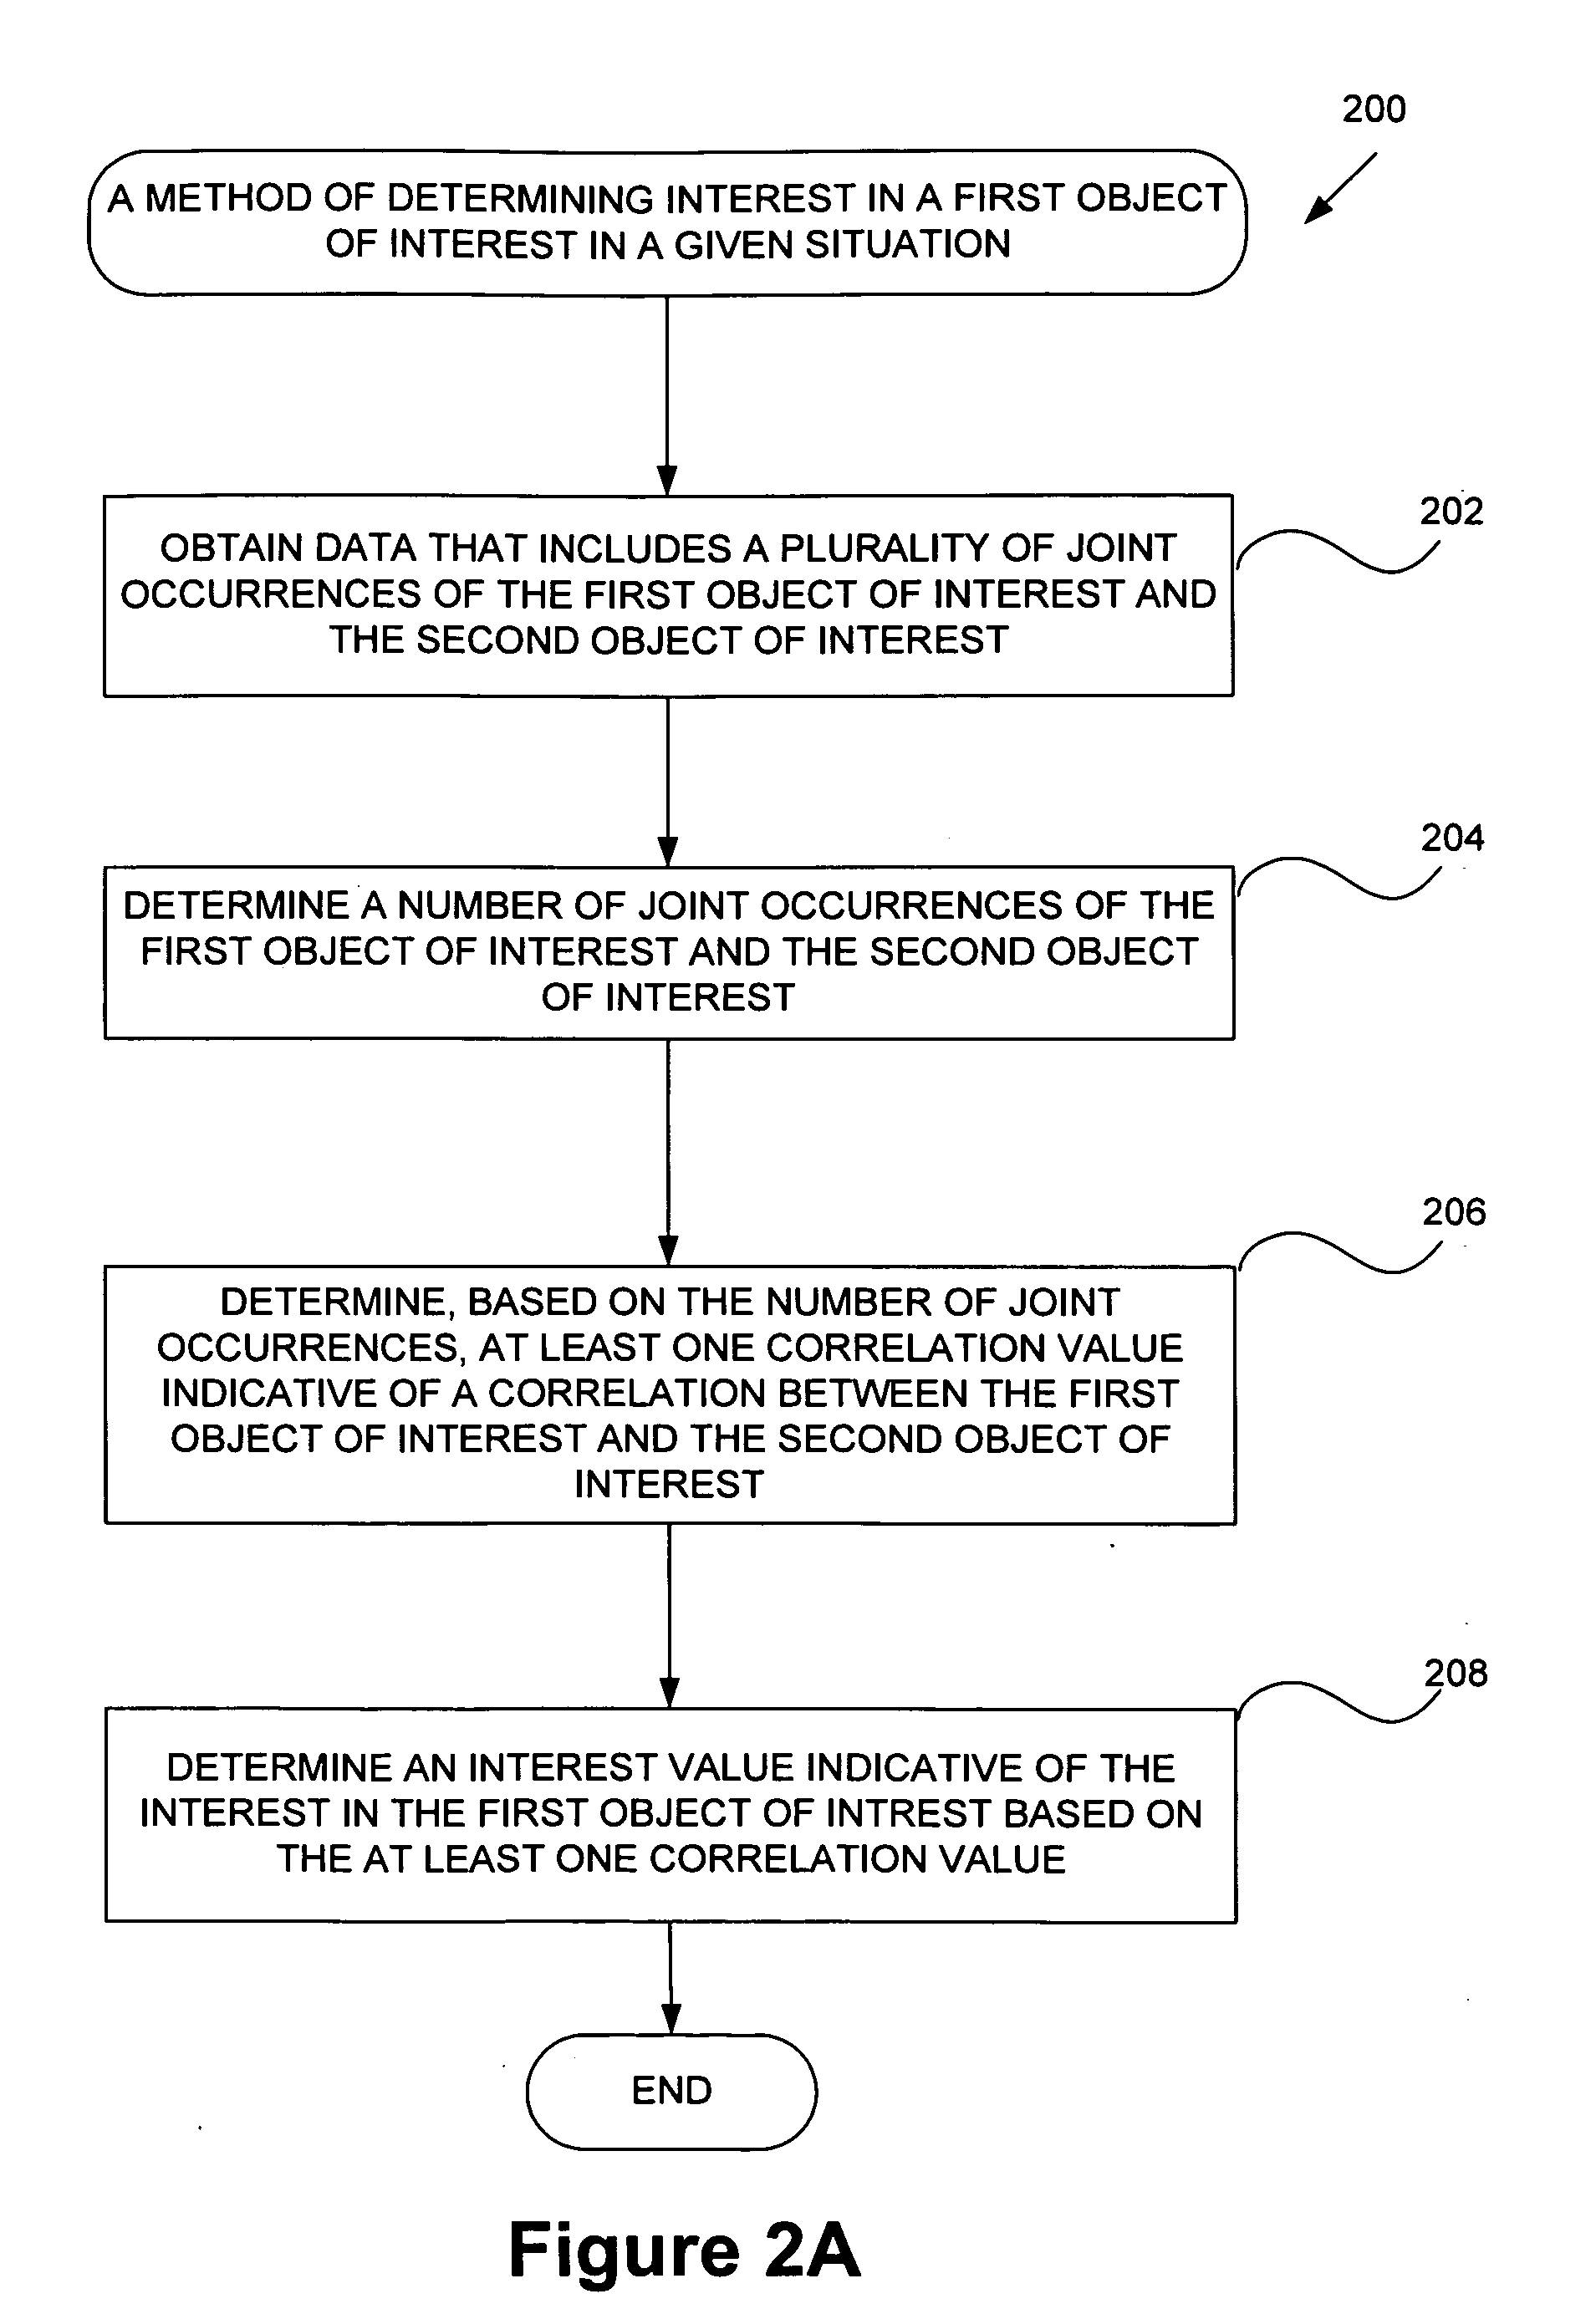 200
A METHOD OF DETERMINING INTEREST IN A FIRST OBJECT
OF INTEREST IN A GIVEN SITUATION
202
OBTAIN DATA THAT INCLUDES A PLURALITY OF JOINT
OCCURRENCES OF THE FIRST OBJECT OF INTEREST AND
THE SECOND OBJECT OF INTEREST
204
DETERMINE A NUMBER OF JOINT OCCURRENCES OF THE
FIRST OBJECT OF INTEREST AND THE SECOND OBJECT
OF INTEREST
206
DETERMINE, BASED ON THE NUMBER OF JOINT
OCCURRENCES, AT LEAST ONE CORRELATION VALUE
INDICATIVE OF A CORRELATION BETWEEN THE FIRST
OBJECT OF INTEREST AND THE SECOND OBJECT OF
INTEREST
208
DETERMINE AN INTEREST VALUE INDICATIVE OF THE
INTEREST IN THE FIRST OBJECT OF INTREST BASED ON
THE AT LEAST ONE CORRELATION VALUE
END
Figure 2A